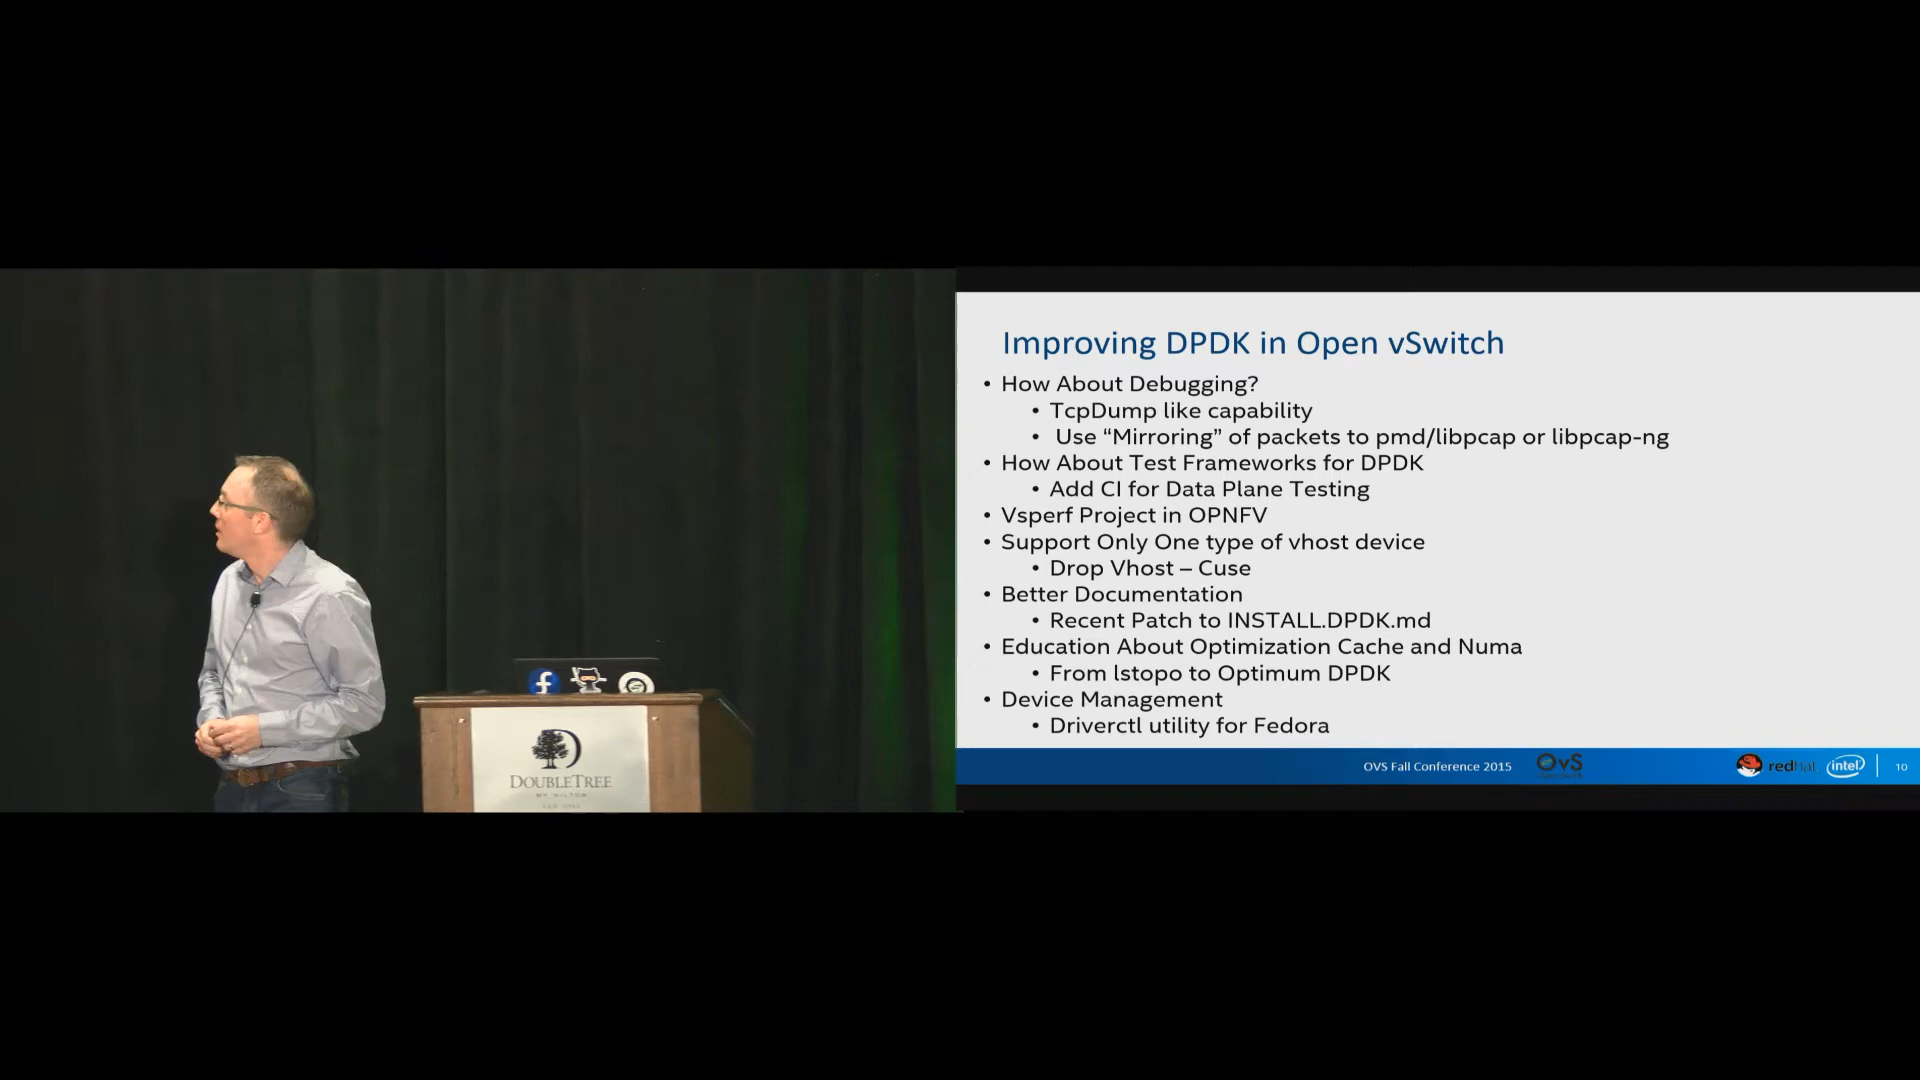 Improving DPDK in Open vSwitch
• How About Debugging?
• TcpDump like capability
• Use “Mirroring” of packets to pmd/libpcap or libpcap-ng
• How About Test Frameworks for DPDK
• Add CI for Data Plane Testing
• Vsperf Project in OPNFV
• Support Only One type of vhost device
• Drop Vhost – Cuse
• Better Documentation
• Recent Patch to INSTALL.DPDK.md
• Education About Optimization Cache and Numa
• From lstopo to Optimum DPDK
• Device Management
• Driverctl utility for Fedora
OVS Fall Conference 2015
OvS
redhat
intel
10
DOUBLETREE
BY HILTON